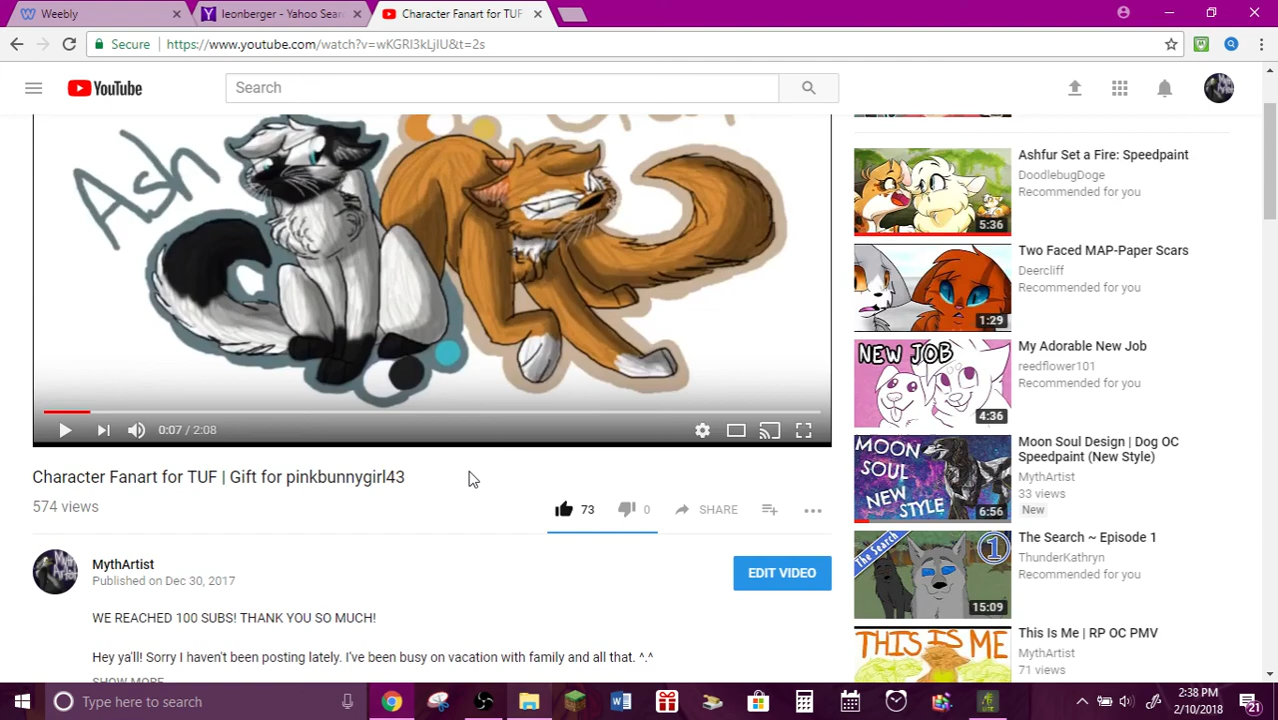 Weebly
leonberger - Yahoo Sear
Character Fanart for TUF
Secure https://www.youtube.com/watch?v=wKGRl3kLjIU&t=2s
YouTube
Search
Ash
0:07 / 2:08
Character Fanart for TUF | Gift for pinkbunnygirl43
574 views
73
0
SHARE
MythArtist
Published on Dec 30, 2017
EDIT VIDEO
WE REACHED 100 SUBS! THANK YOU SO MUCH!
Hey ya'll! Sorry I haven't been posting lately. I've been busy on vacation with family and all that. ^.^
SHOW MORE
5:36
Ashfur Set a Fire: Speedpaint
DoodlebugDoge
Recommended for you
1:29
Two Faced MAP-Paper Scars
Deercliff
Recommended for you
NEW JOB
4:36
My Adorable New Job
reedflower101
Recommended for you
MOON
SOUL
NEW
STYLE
6:56
Moon Soul Design | Dog OC
Speedpaint (New Style)
MythArtist
33 views
New
The Search
1
15:09
The Search ~ Episode 1
ThunderKathryn
Recommended for you
THIS IS ME
This Is Me | RP OC PMV
MythArtist
71 views
Type here to search
2:38 PM
2/10/2018
21